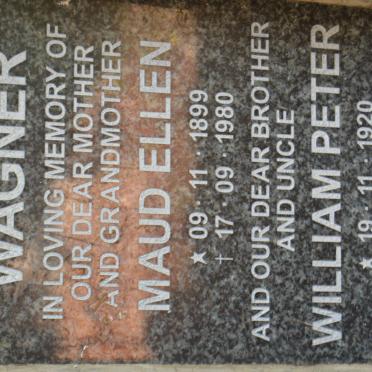 WAGNER
IN LOVING MEMORY OF
OUR DEAR MOTHER
AND GRANDMOTHER
MAUD ELLEN
★ 09 · 11 · 1899
† 17 · 09 · 1980
AND OUR DEAR BROTHER
AND UNCLE
WILLIAM PETER
★ 19 · 11 · 1920